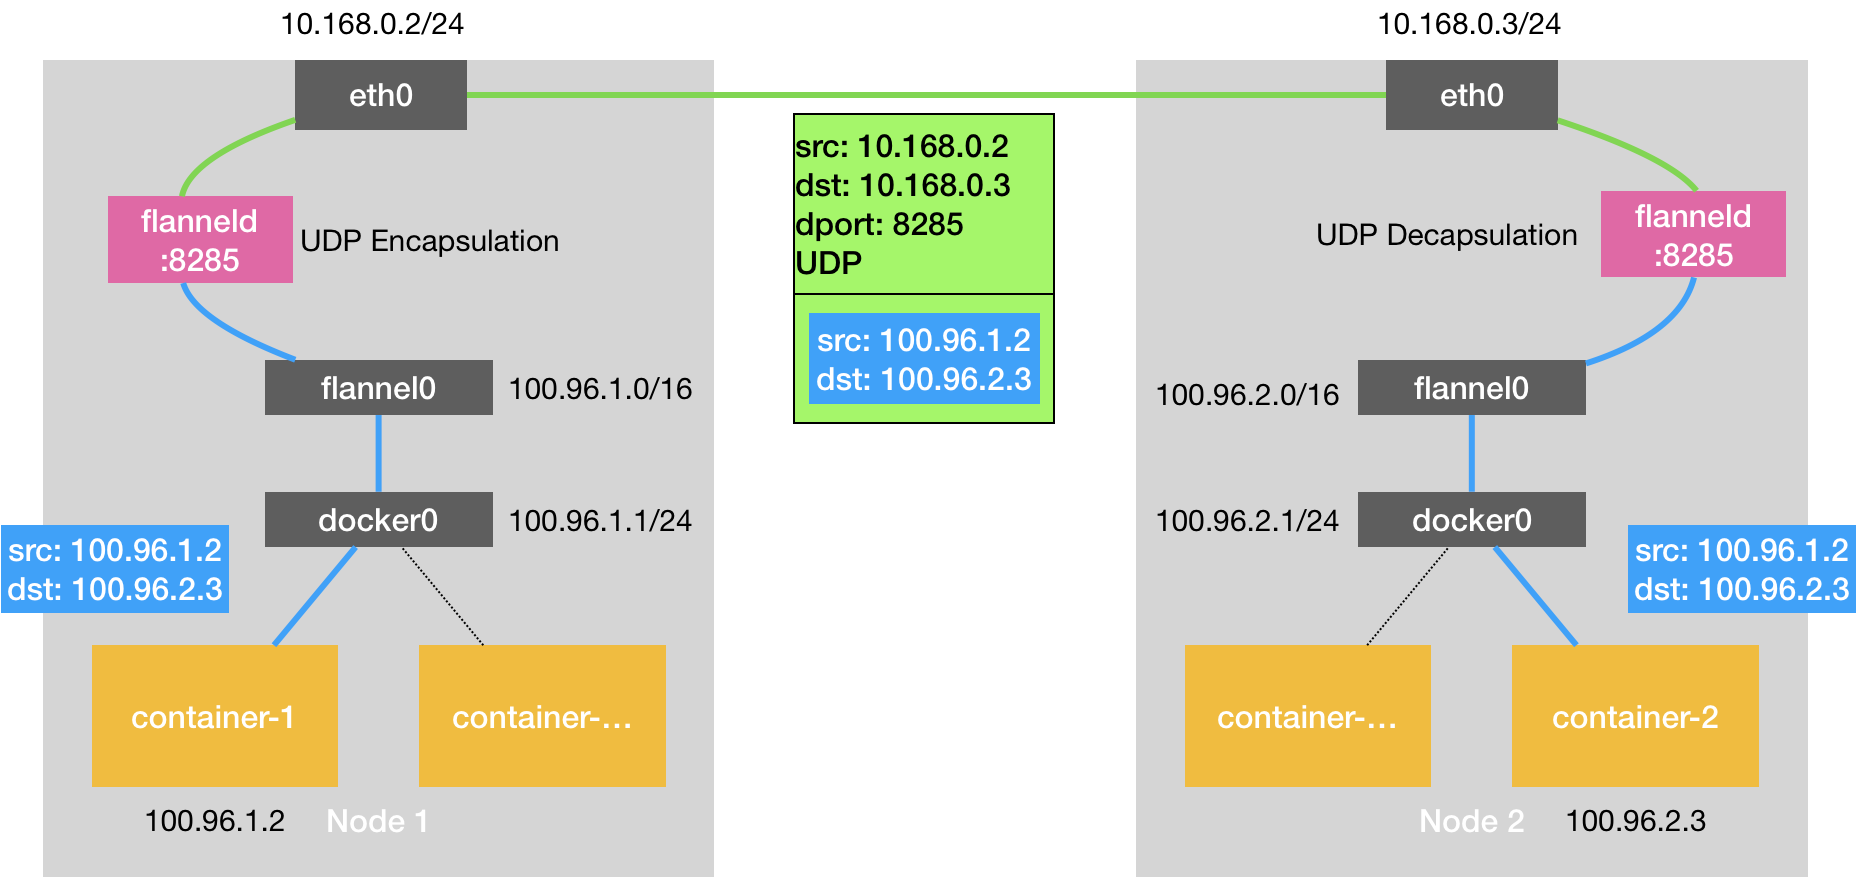 10.168.0.2/24
10.168.0.3/24
eth0
eth0
src: 10.168.0.2
dst: 10.168.0.3
dport: 8285
UDP
flanneld
:8285
UDP Encapsulation
UDP Decapsulation
flanneld
:8285
src: 100.96.1.2
dst: 100.96.2.3
flannel0
100.96.1.0/16
100.96.2.0/16
flannel0
docker0
100.96.1.1/24
100.96.2.1/24
docker0
src: 100.96.1.2
dst: 100.96.2.3
src: 100.96.1.2
dst: 100.96.2.3
container-1
container-...
container-...
container-2
100.96.1.2
Node 1
Node 2
100.96.2.3